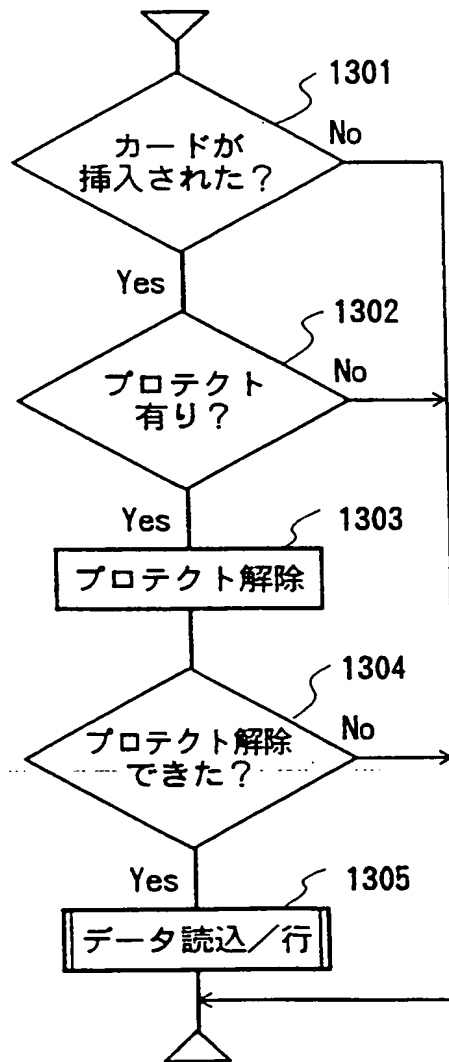 1301
カードが
挿入された？
No
Yes
1302
プロテクト
有り？
No
Yes
1303
プロテクト解除
1304
プロテクト解除
できた？
No
Yes
1305
データ読込／行